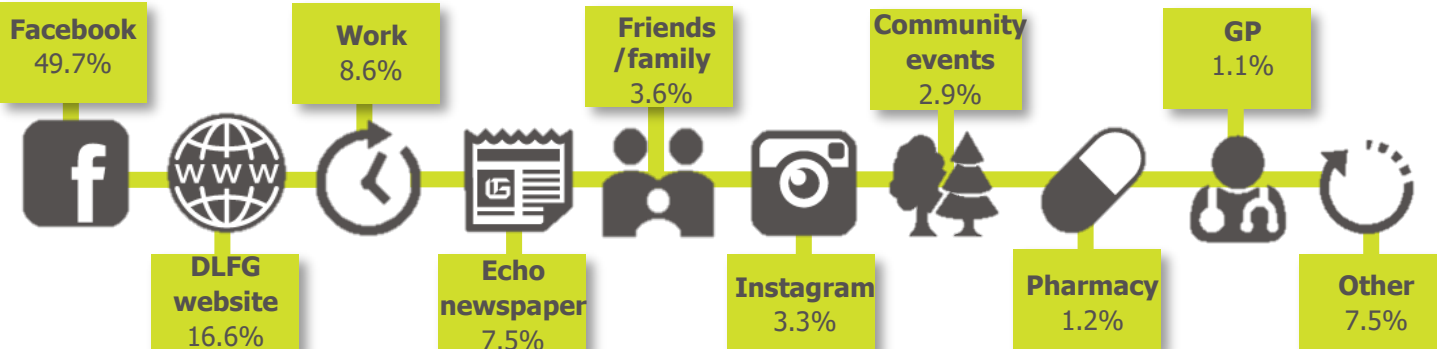 Facebook
49.7%
Work
8.6%
Friends
/family
3.6%
Community
events
2.9%
GP
1.1%
f
www
DLFG
website
16.6%
Echo
newspaper
7.5%
Instagram
3.3%
Pharmacy
1.2%
Other
7.5%